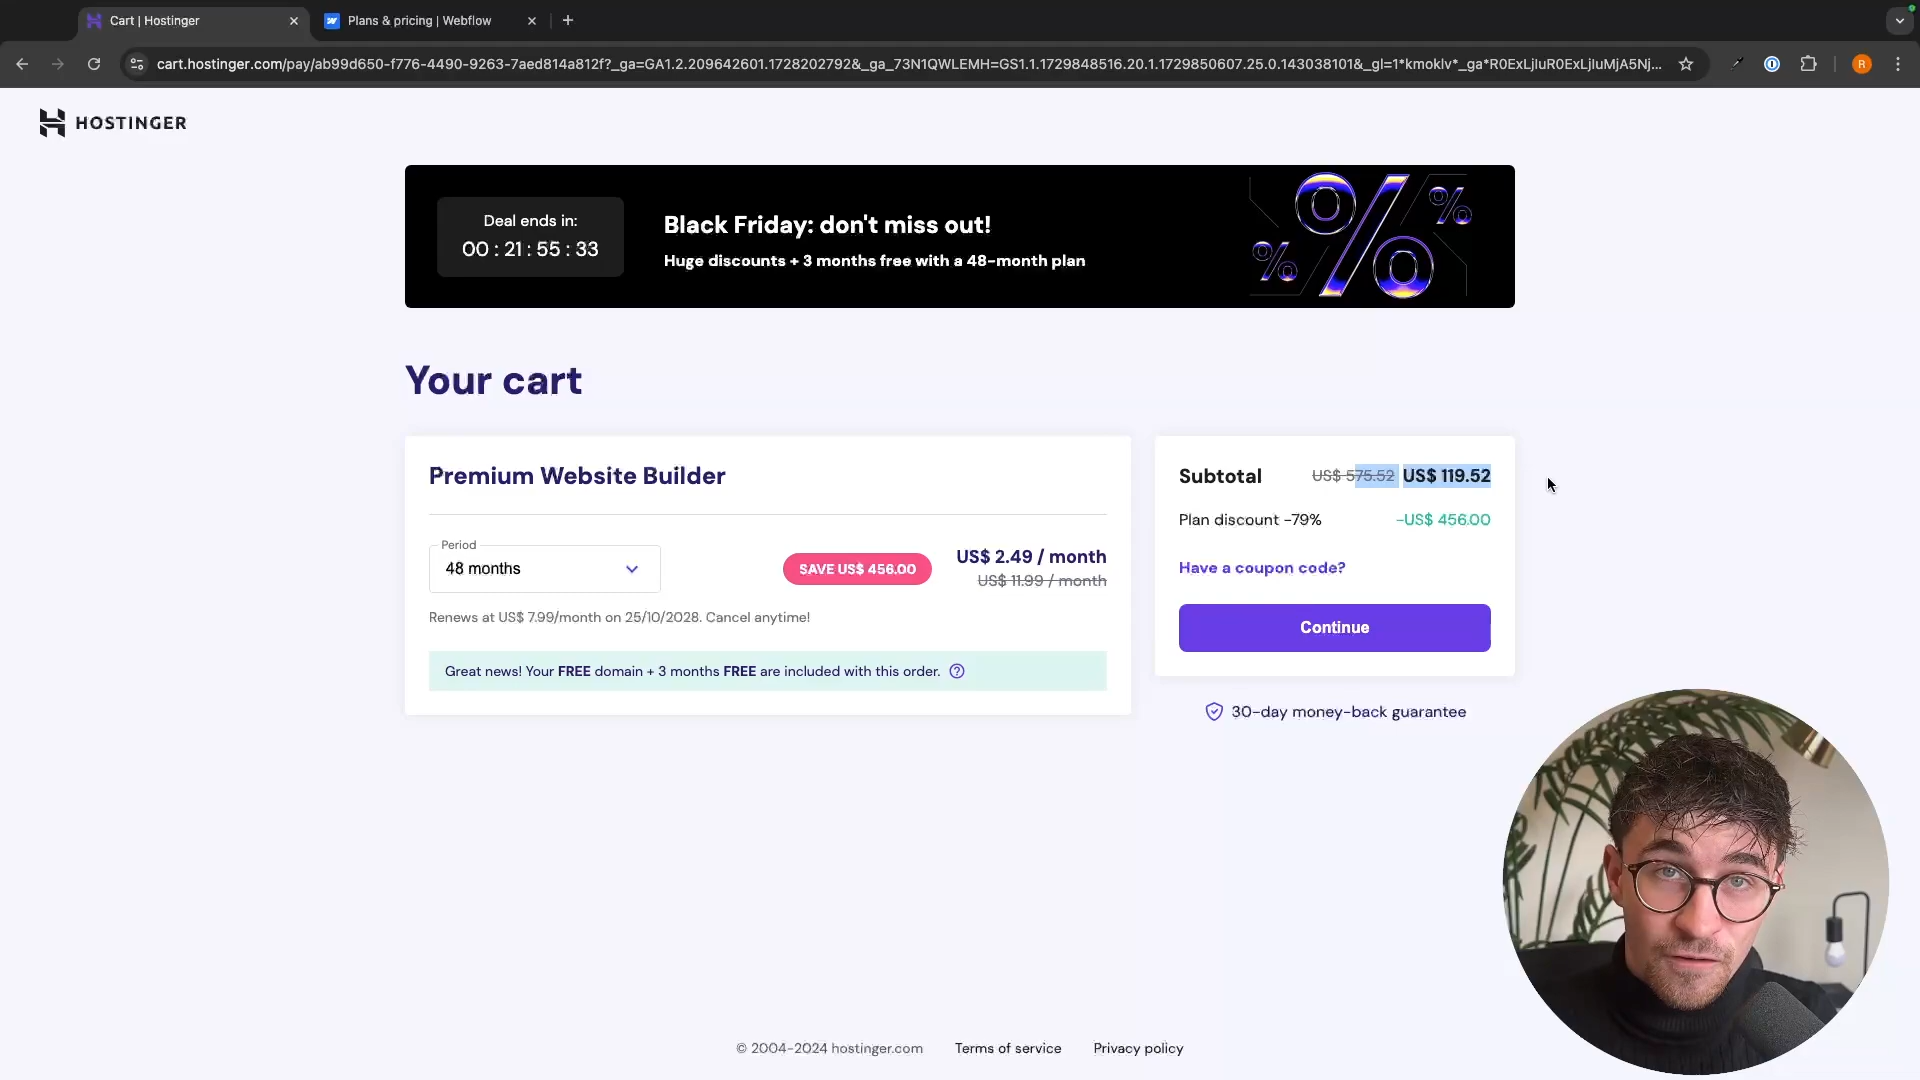 Cart | Hostinger
Plans & pricing | Webflow
cart.hostinger.com/pay/ab99d650-f776-4490-9263-7aed814a812f?_ga=GA1.2.209642601.1728202792&_ga_73N1QWLEMH=GS1.1.1729848516.20.1.1729850607.25.0.143038101&_gl=1*kmoklv*_ga*R0ExLjIuR0ExLjIuMjA5Nj...
R
HOSTINGER
Deal ends in:
00 : 21 : 55 : 33
Black Friday: don't miss out!
Huge discounts + 3 months free with a 48-month plan
Your cart
Premium Website Builder
Period
48 months
SAVE US$ 456.00
US$ 2.49 / month
US$ 11.99 / month
Renews at US$ 7.99/month on 25/10/2028. Cancel anytime!
Great news! Your FREE domain + 3 months FREE are included with this order.
Subtotal US$ 575.52 US$ 119.52
Plan discount -79% -US$ 456.00
Have a coupon code?
Continue
30-day money-back guarantee
© 2004-2024 hostinger.com Terms of service Privacy policy